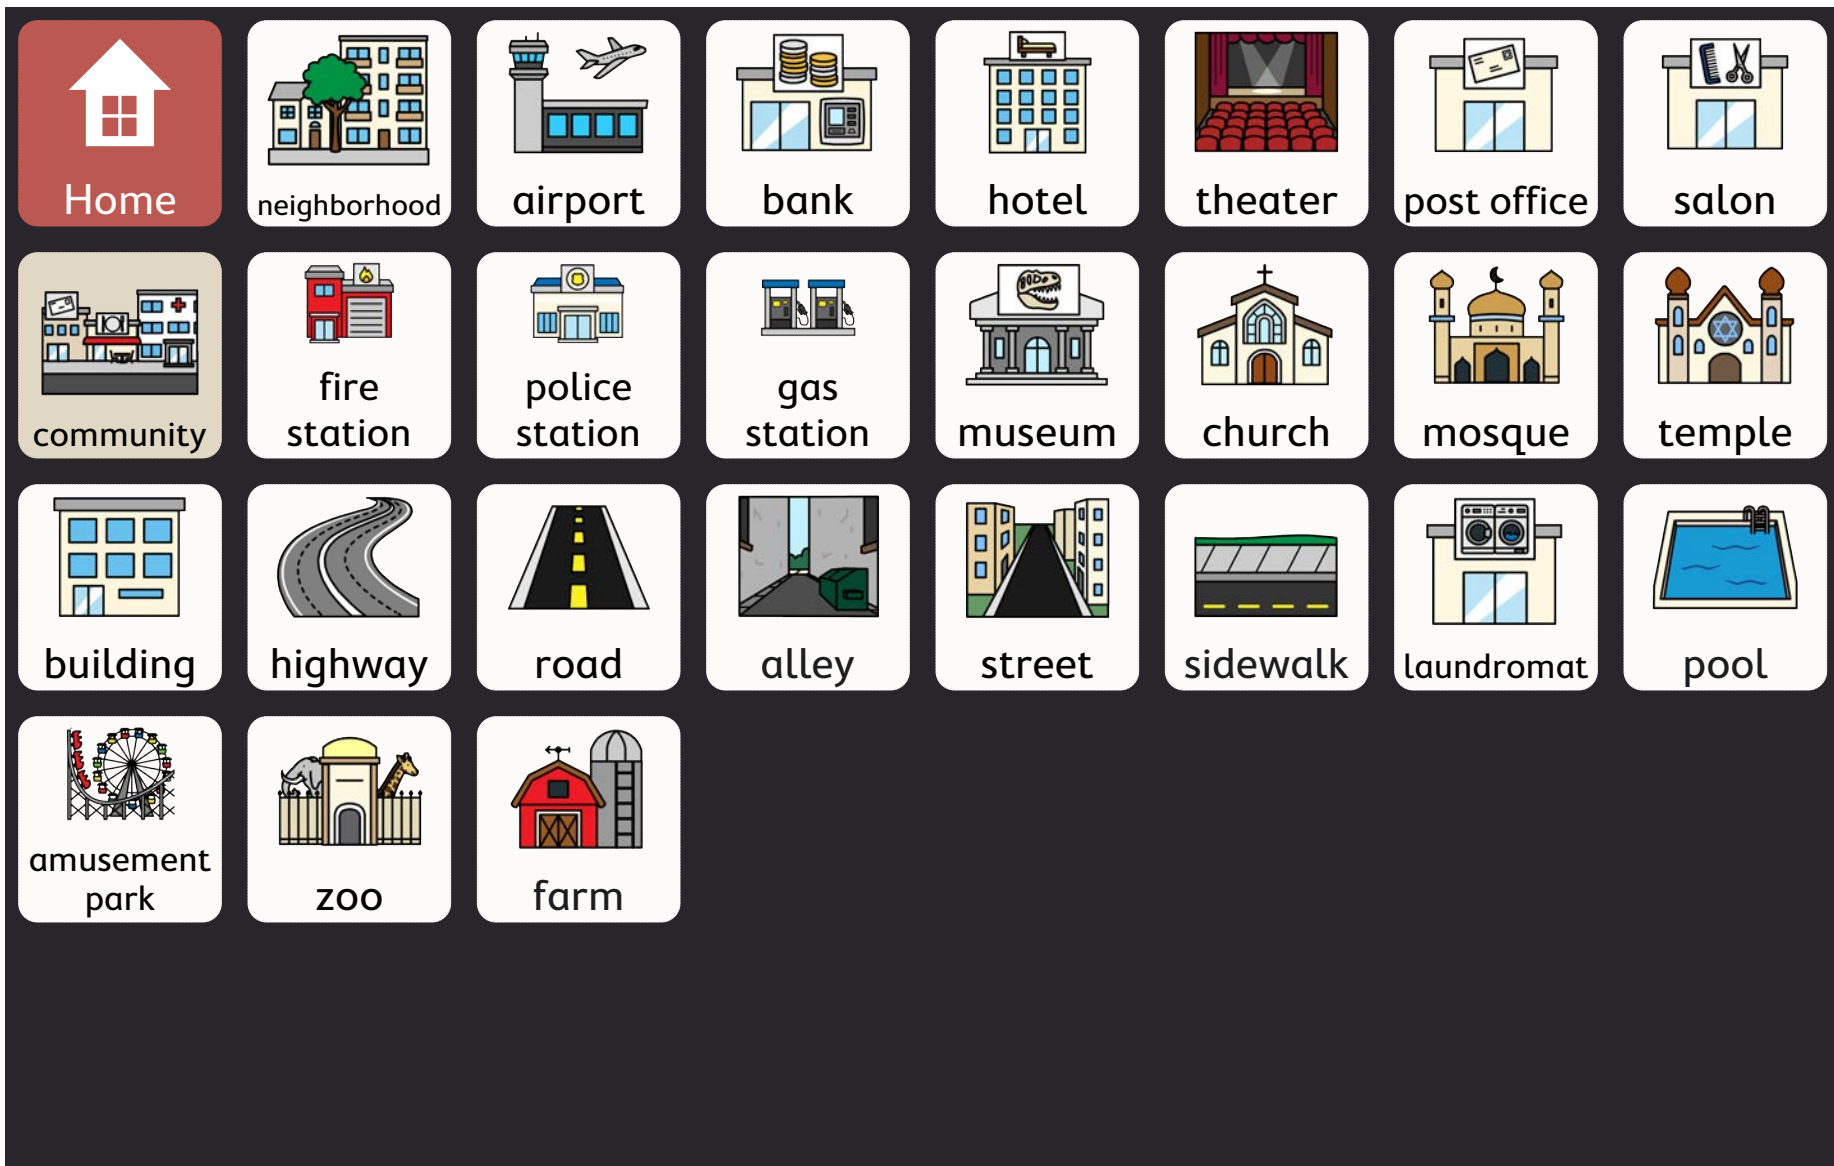 Home
neighborhood
airport
bank
hotel
theater
post office
salon
community
fire
station
police
station
gas
station
museum
church
mosque
temple
building
highway
road
alley
street
sidewalk
laundromat
pool
amusement
park
zoo
farm